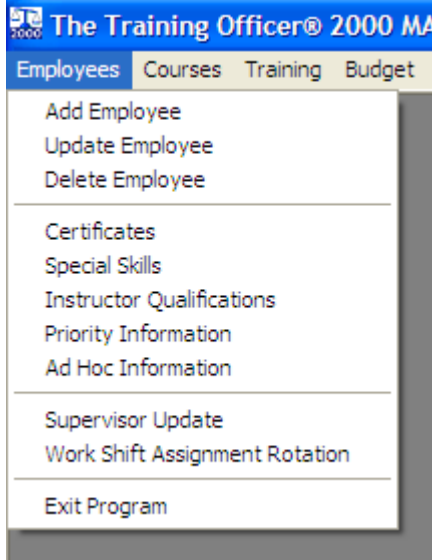 2000
The Training Officer® 2000 MA
Employees Courses Training Budget
Add Employee
Update Employee
Delete Employee
Certificates
Special Skills
Instructor Qualifications
Priority Information
Ad Hoc Information
Supervisor Update
Work Shift Assignment Rotation
Exit Program